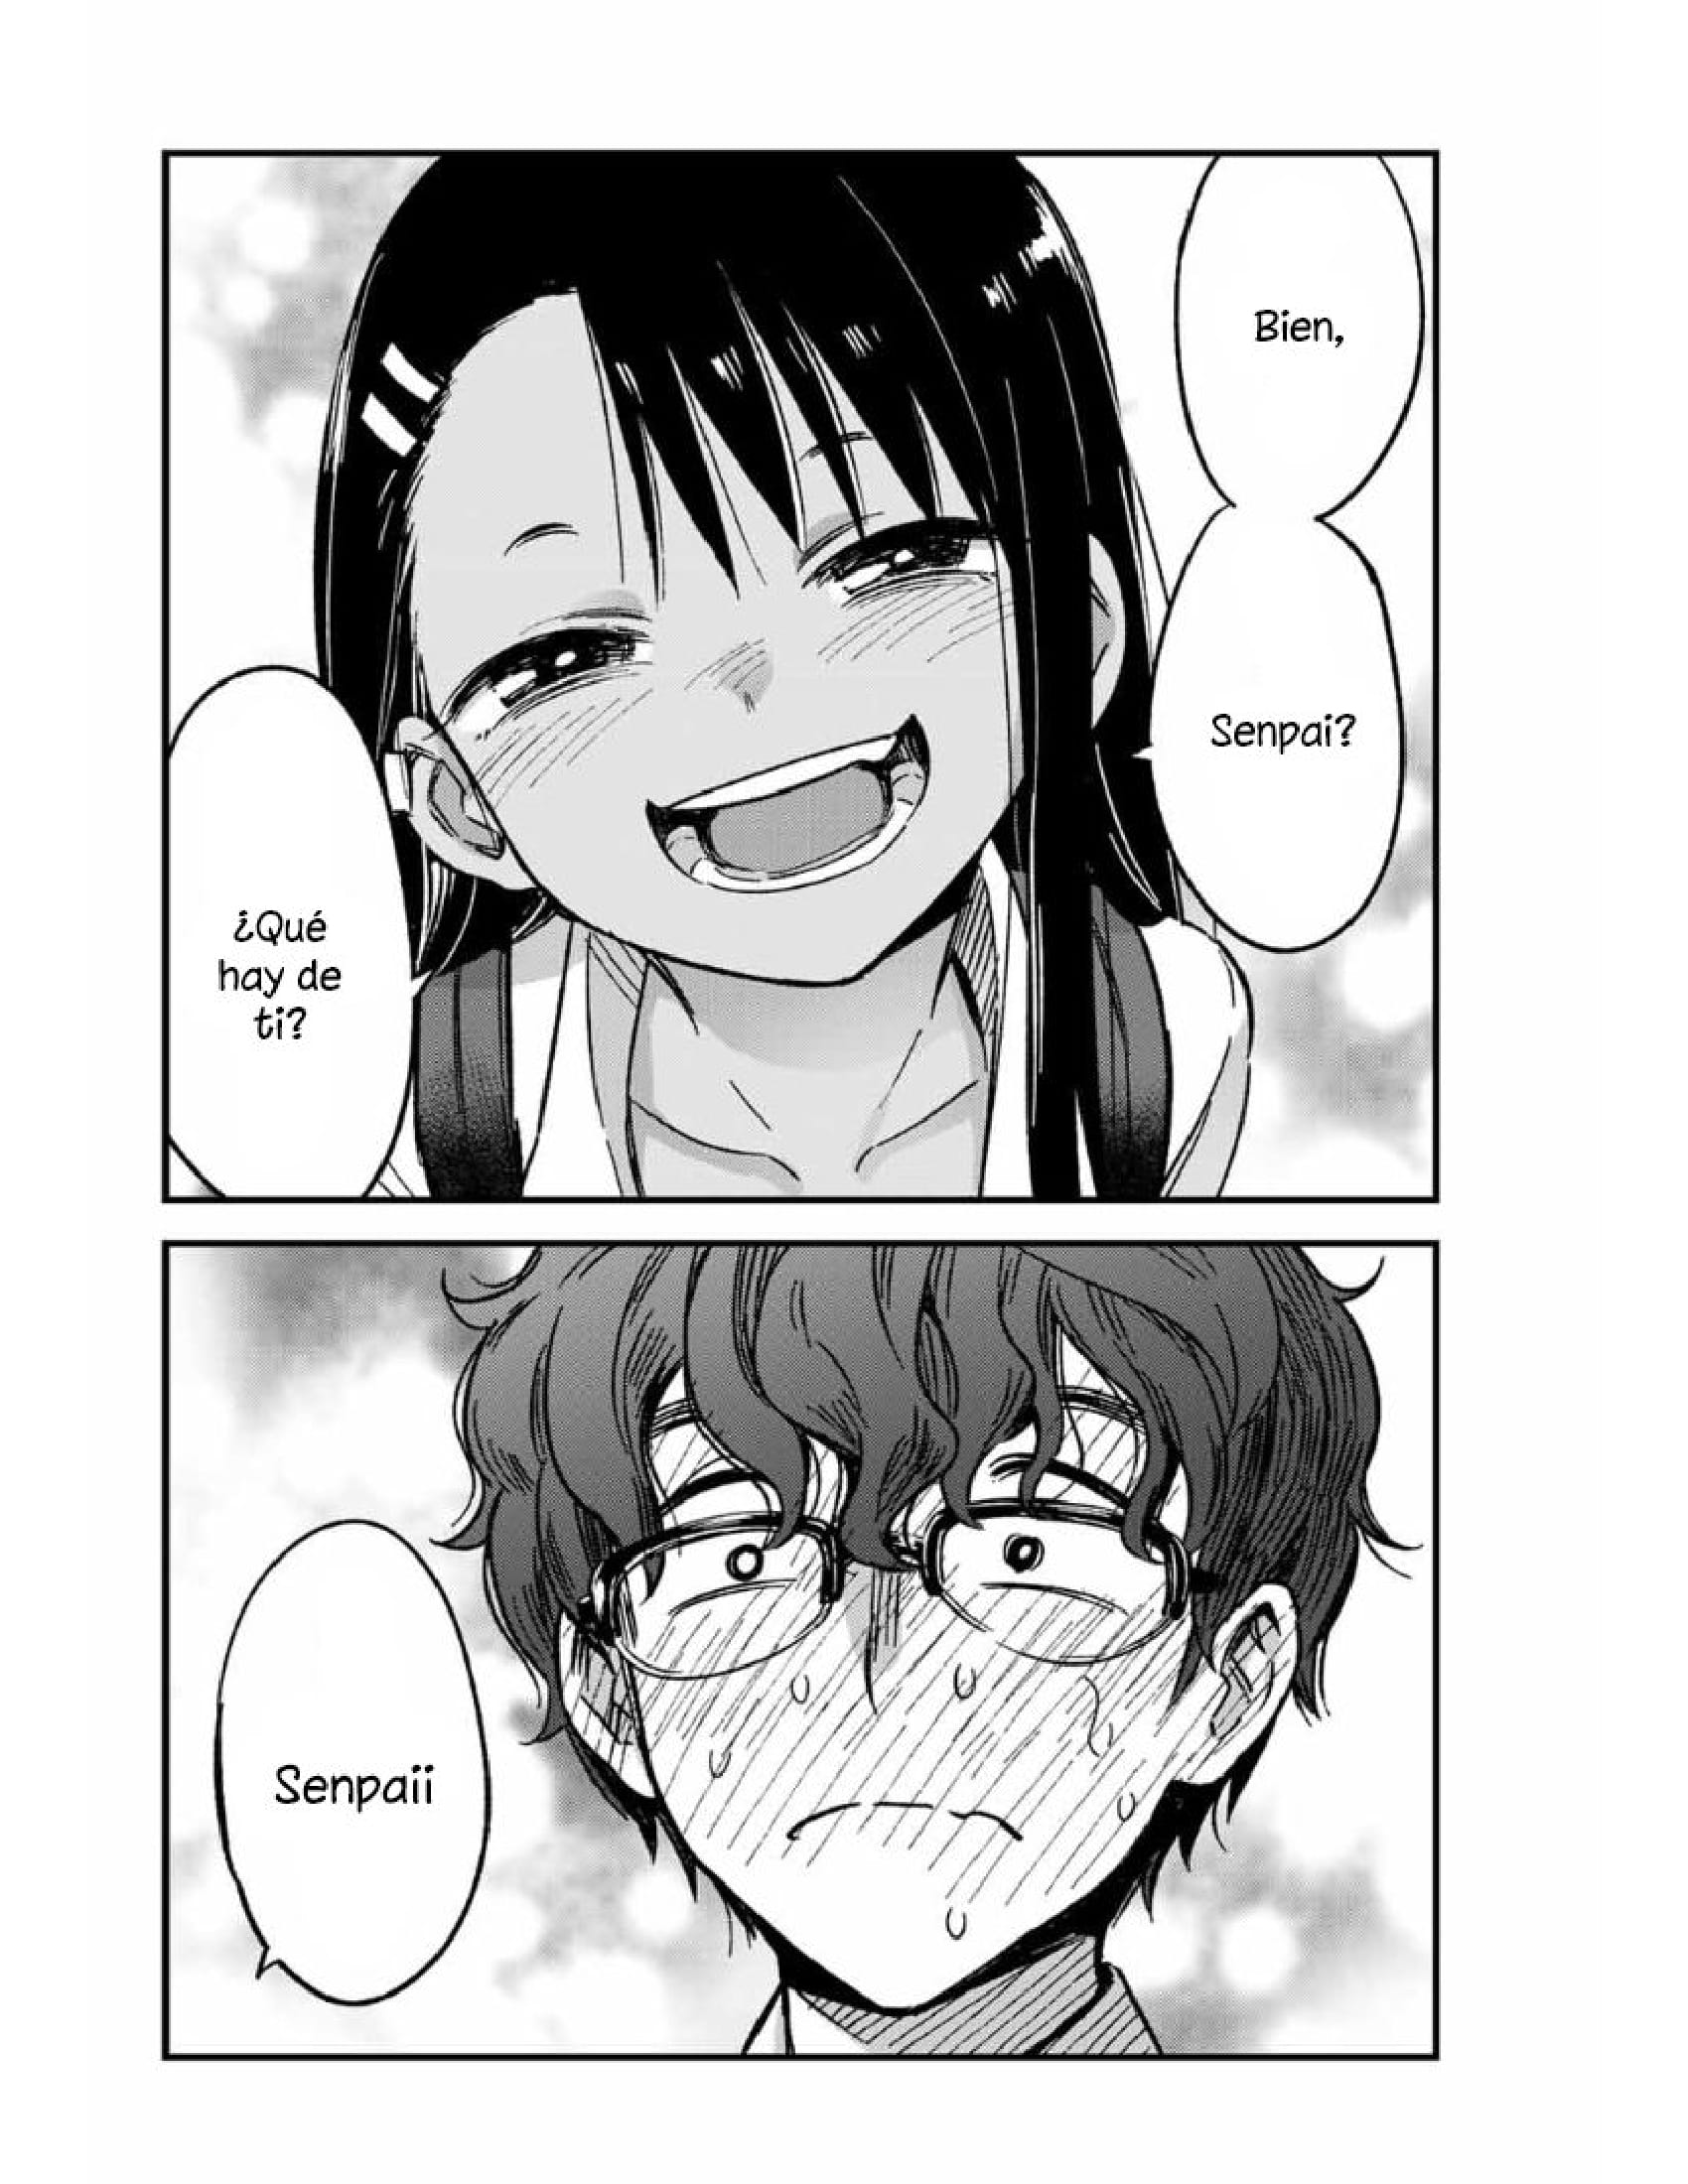 Bien,
Senpai?
¿Qué
hay de
ti?
Senpaii